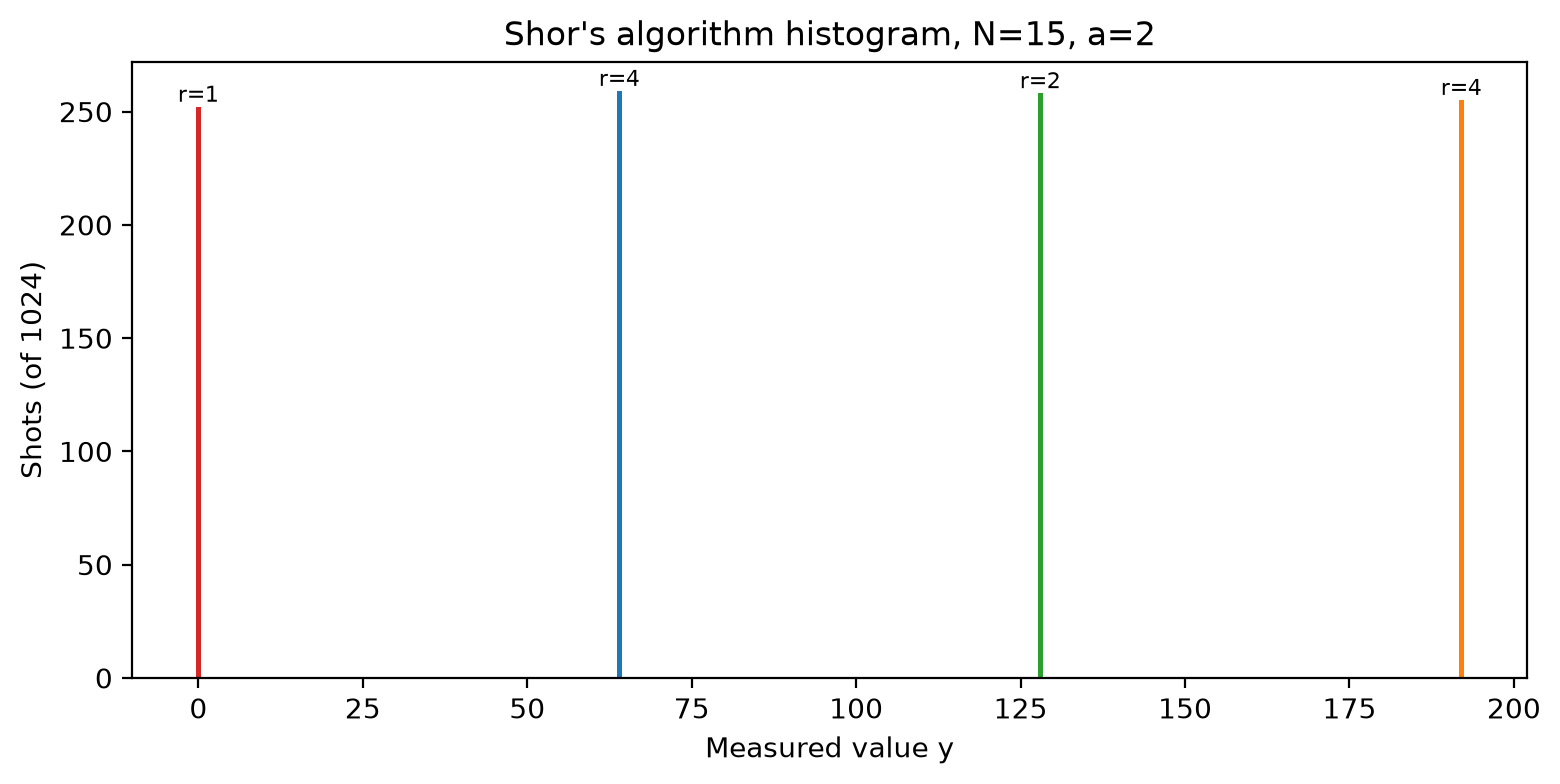 Shor's algorithm histogram, N=15, a=2
r=1
r=4
r=2
r=4
Shots (of 1024)
250
200
150
100
50
0
0 25 50 75 100 125 150 175 200
Measured value y